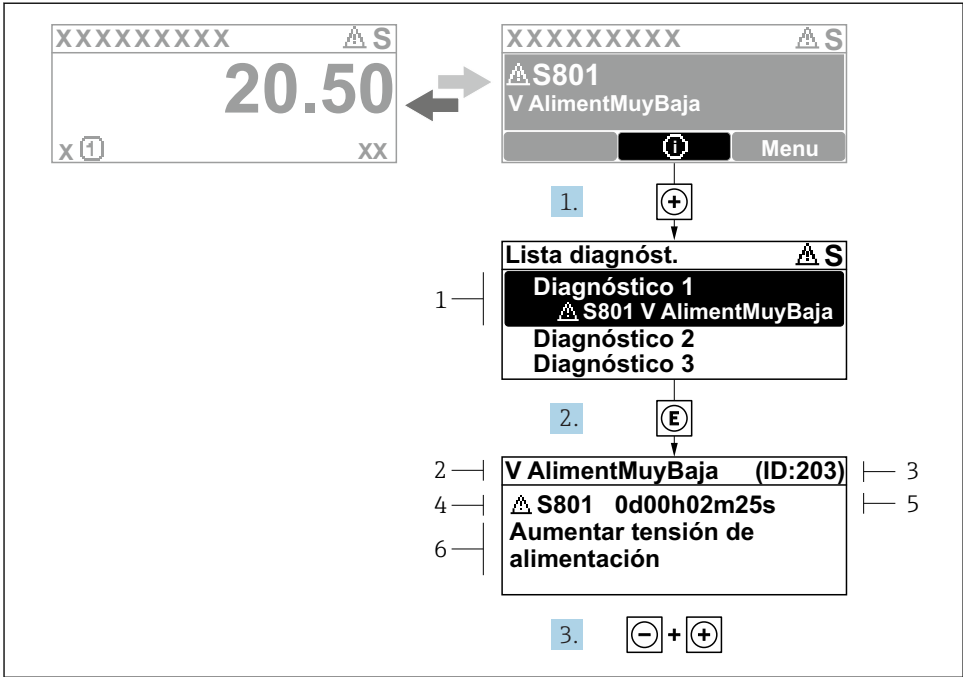 XXXXXXXXX ⚠ S
20.50
x ① XX
XXXXXXXXX ⚠ S
⚠ S801
V AlimentMuyBaja
ⓘ Menu
1. +
Lista diagnóst. ⚠ S
1
Diagnóstico 1
⚠ S801 V AlimentMuyBaja
Diagnóstico 2
Diagnóstico 3
2. E
2 V AlimentMuyBaja (ID:203) 3
4 ⚠ S801 0d00h02m25s 5
6
Aumentar tensión de
alimentación
3. − + +